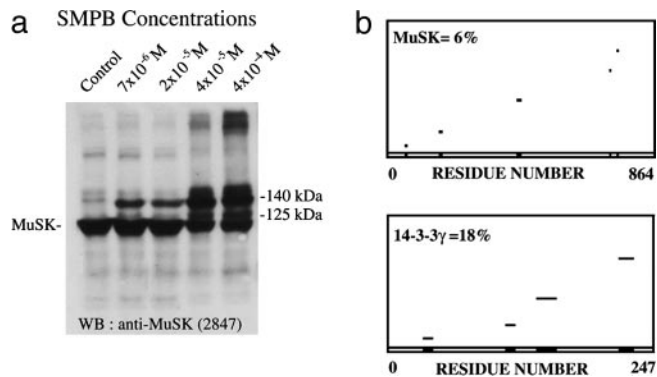 a
SMPB Concentrations
Control
7x10⁻⁶M
2x10⁻⁵M
4x10⁻⁵M
4x10⁻⁴M
-140 kDa
-125 kDa
MuSK-
WB : anti-MuSK (2847)
b
MuSK= 6%
0 RESIDUE NUMBER 864
14-3-3γ =18%
0 RESIDUE NUMBER 247